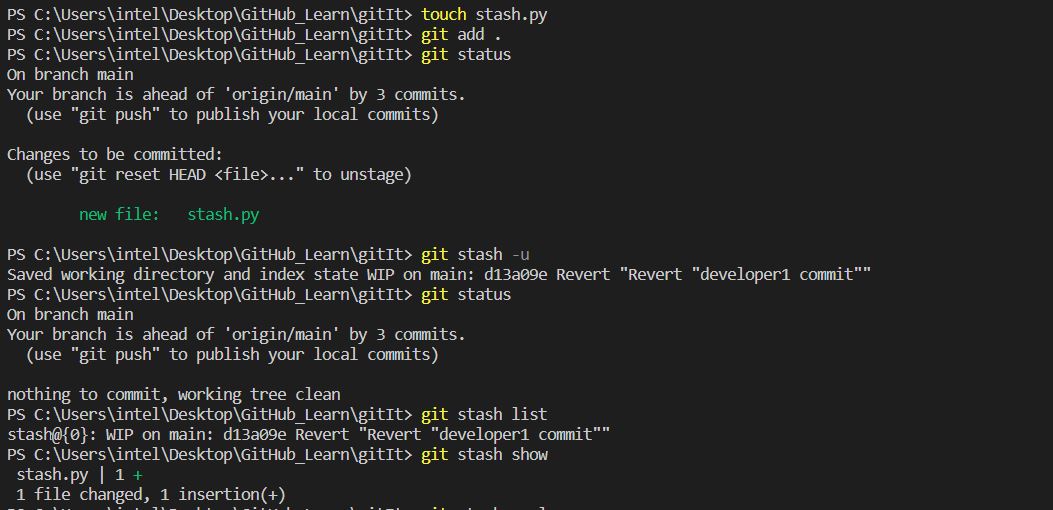 PS C:\Users\intel\Desktop\GitHub_Learn\gitIt> touch stash.py
PS C:\Users\intel\Desktop\GitHub_Learn\gitIt> git add .
PS C:\Users\intel\Desktop\GitHub_Learn\gitIt> git status
On branch main
Your branch is ahead of 'origin/main' by 3 commits.
  (use "git push" to publish your local commits)

Changes to be committed:
  (use "git reset HEAD <file>..." to unstage)

        new file:   stash.py

PS C:\Users\intel\Desktop\GitHub_Learn\gitIt> git stash -u
Saved working directory and index state WIP on main: d13a09e Revert "Revert "developer1 commit""
PS C:\Users\intel\Desktop\GitHub_Learn\gitIt> git status
On branch main
Your branch is ahead of 'origin/main' by 3 commits.
  (use "git push" to publish your local commits)

nothing to commit, working tree clean
PS C:\Users\intel\Desktop\GitHub_Learn\gitIt> git stash list
stash@{0}: WIP on main: d13a09e Revert "Revert "developer1 commit""
PS C:\Users\intel\Desktop\GitHub_Learn\gitIt> git stash show
 stash.py | 1 +
 1 file changed, 1 insertion(+)